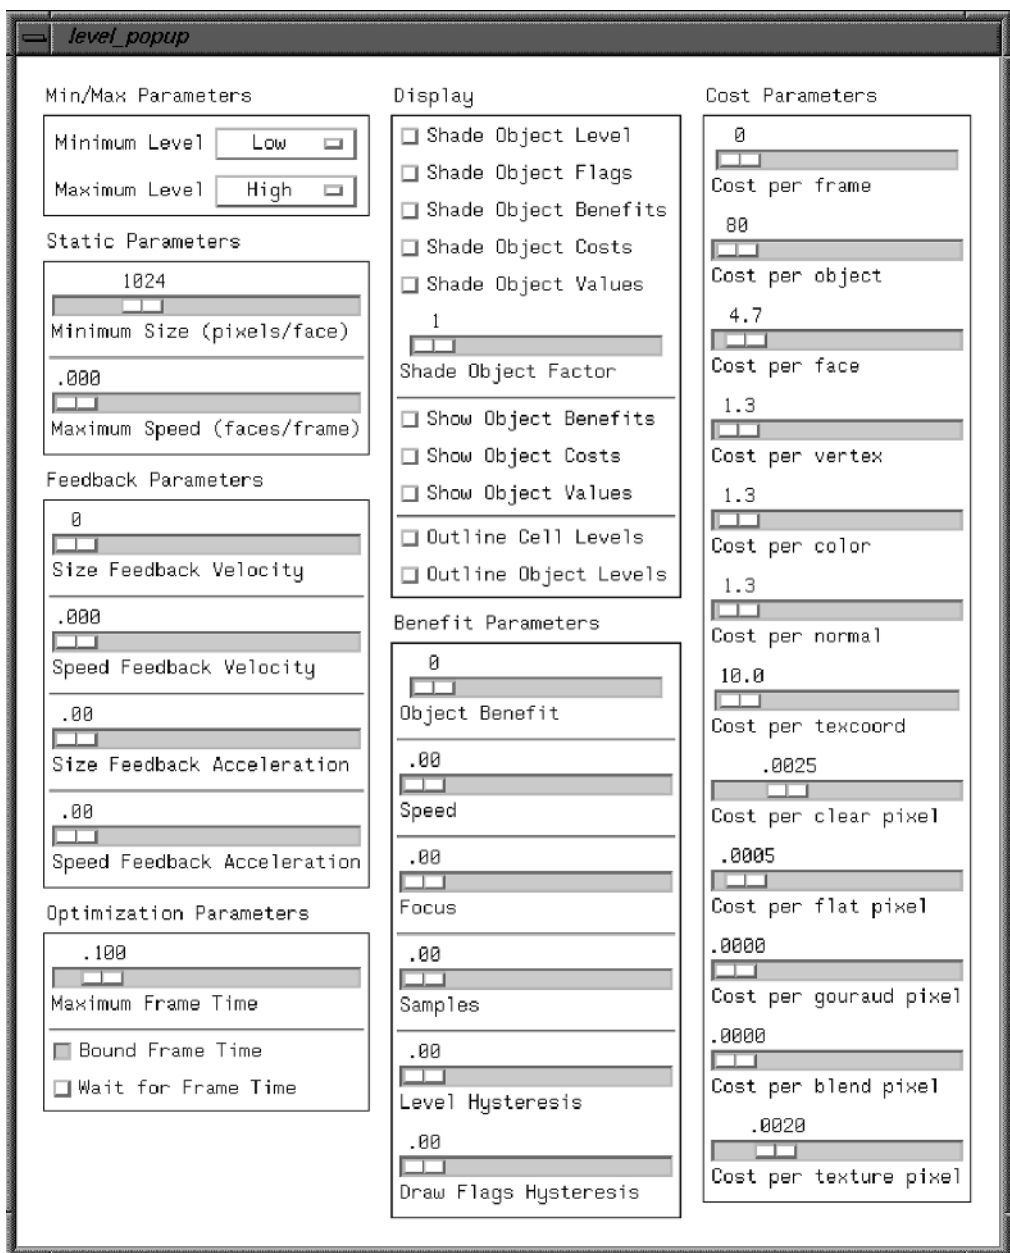 level_popup
Min/Max Parameters
Minimum Level Low
Maximum Level High
Static Parameters
1024
Minimum Size (pixels/face)
.000
Maximum Speed (faces/frame)
Feedback Parameters
0
Size Feedback Velocity
.000
Speed Feedback Velocity
.00
Size Feedback Acceleration
.00
Speed Feedback Acceleration
Optimization Parameters
.100
Maximum Frame Time
Bound Frame Time
Wait for Frame Time
Display
Shade Object Level
Shade Object Flags
Shade Object Benefits
Shade Object Costs
Shade Object Values
1
Shade Object Factor
Show Object Benefits
Show Object Costs
Show Object Values
Outline Cell Levels
Outline Object Levels
Benefit Parameters
0
Object Benefit
.00
Speed
.00
Focus
.00
Samples
.00
Level Hysteresis
.00
Draw Flags Hysteresis
Cost Parameters
0
Cost per frame
80
Cost per object
4.7
Cost per face
1.3
Cost per vertex
1.3
Cost per color
1.3
Cost per normal
10.0
Cost per texcoord
.0025
Cost per clear pixel
.0005
Cost per flat pixel
.0000
Cost per gouraud pixel
.0000
Cost per blend pixel
.0020
Cost per texture pixel